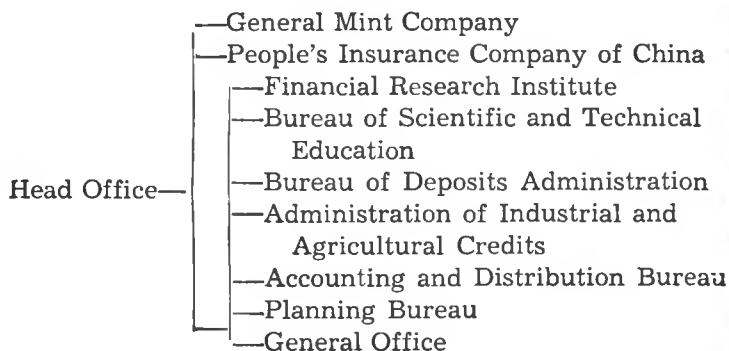 General Mint Company
People's Insurance Company of China
Financial Research Institute
Bureau of Scientific and Technical
Education
Head Office
Bureau of Deposits Administration
Administration of Industrial and
Agricultural Credits
Accounting and Distribution Bureau
Planning Bureau
General Office